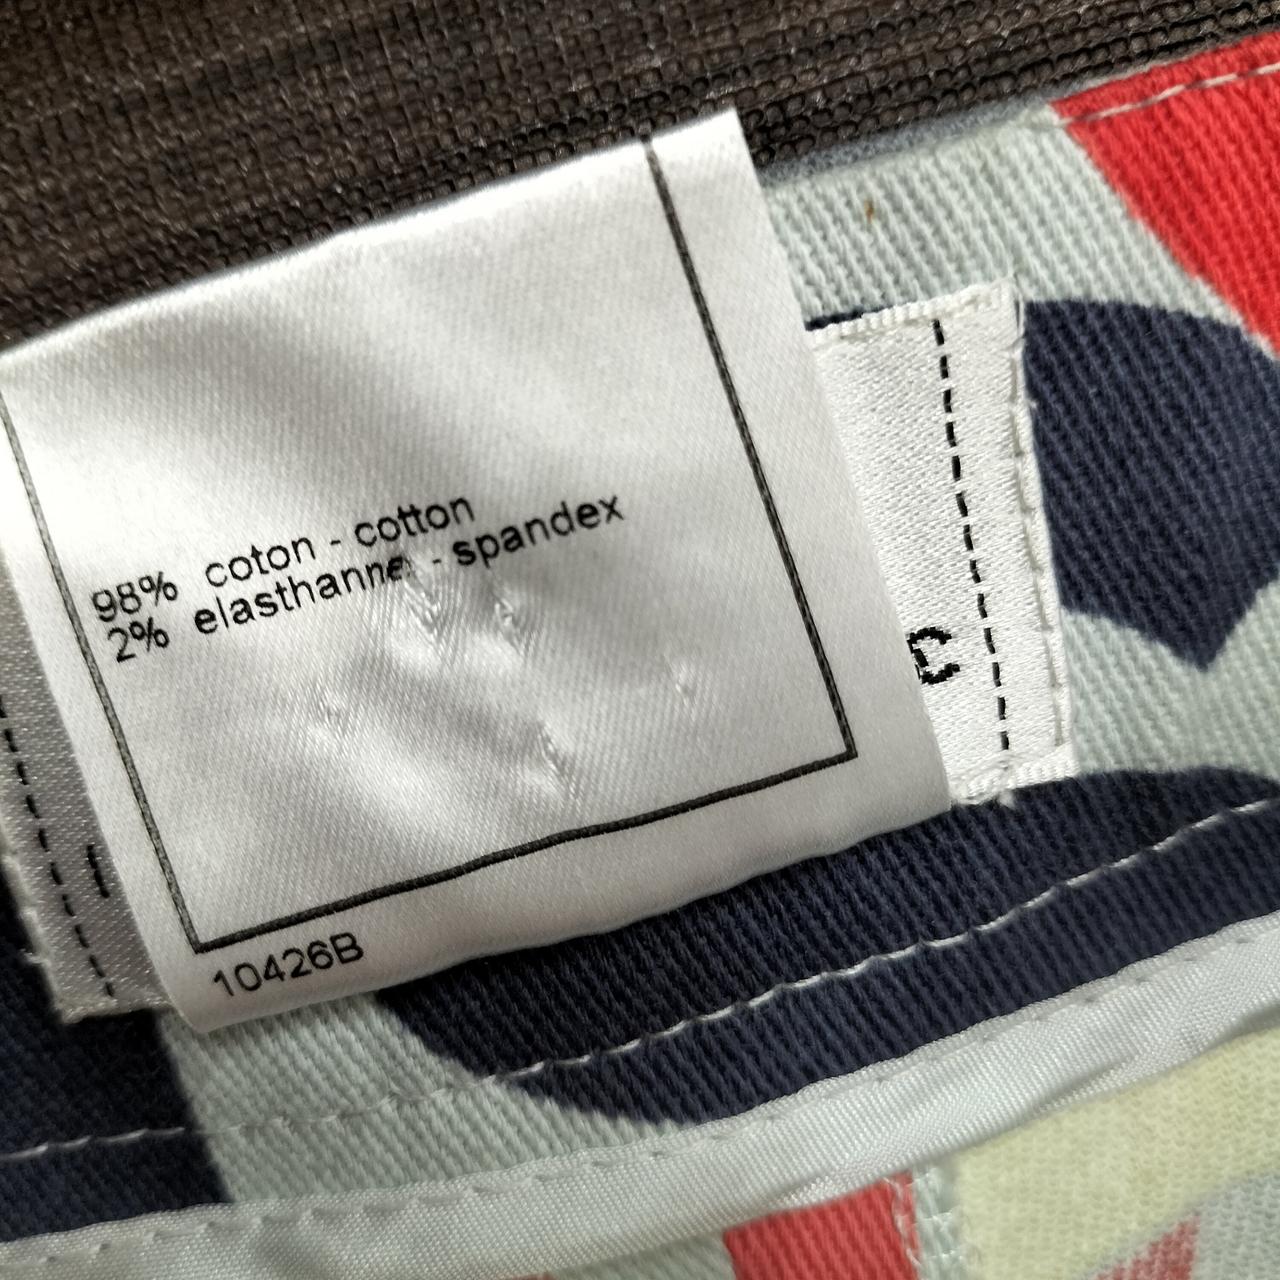 98% coton - cotton
2% elasthanne - spandex
10426B